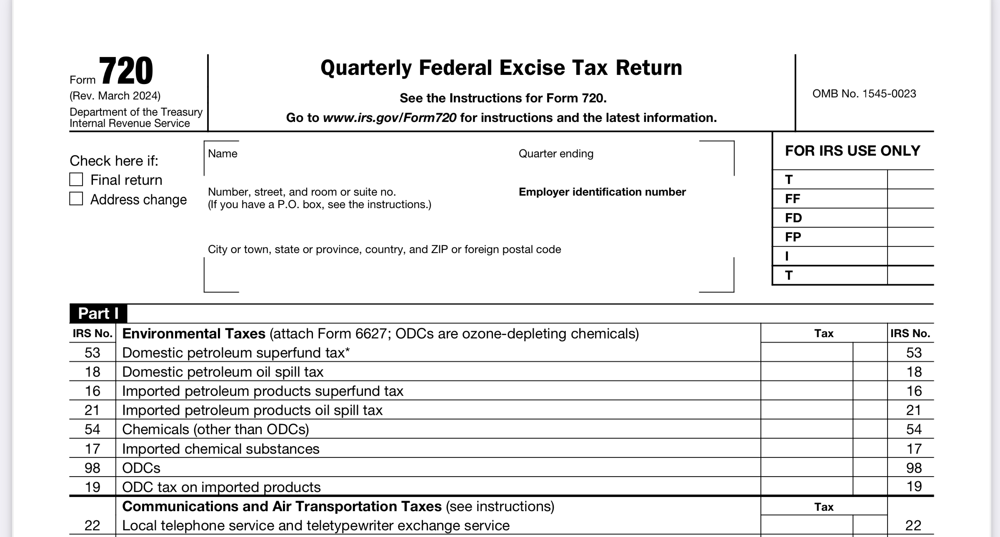 Form 720
(Rev. March 2024)
Department of the Treasury
Internal Revenue Service
Quarterly Federal Excise Tax Return
See the Instructions for Form 720.
Go to www.irs.gov/Form720 for instructions and the latest information.
OMB No. 1545-0023
Check here if:
Final return
Address change
Name
Quarter ending
Number, street, and room or suite no.
(If you have a P.O. box, see the instructions.)
Employer identification number
City or town, state or province, country, and ZIP or foreign postal code
FOR IRS USE ONLY
T
FF
FD
FP
I
T
Part I
IRS No. Environmental Taxes (attach Form 6627; ODCs are ozone-depleting chemicals) Tax IRS No.
53 Domestic petroleum superfund tax* 53
18 Domestic petroleum oil spill tax 18
16 Imported petroleum products superfund tax 16
21 Imported petroleum products oil spill tax 21
54 Chemicals (other than ODCs) 54
17 Imported chemical substances 17
98 ODCs 98
19 ODC tax on imported products 19
Communications and Air Transportation Taxes (see instructions) Tax
22 Local telephone service and teletypewriter exchange service 22